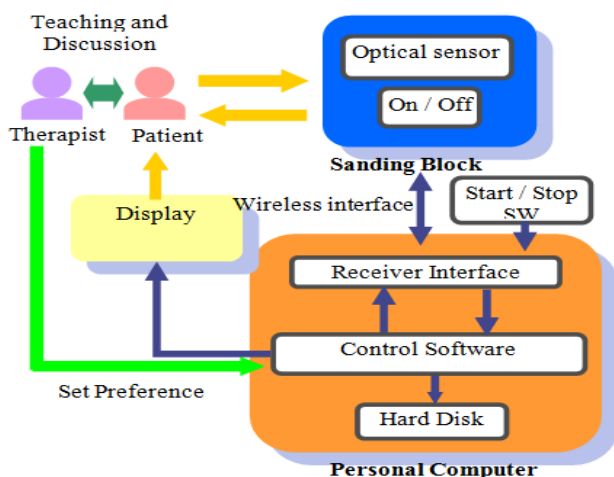 Teaching and
Discussion
Therapist
Patient
Optical sensor
On / Off
Sanding Block
Display
Wireless interface
Start / Stop
SW
Receiver Interface
Control Software
Set Preference
Hard Disk
Personal Computer